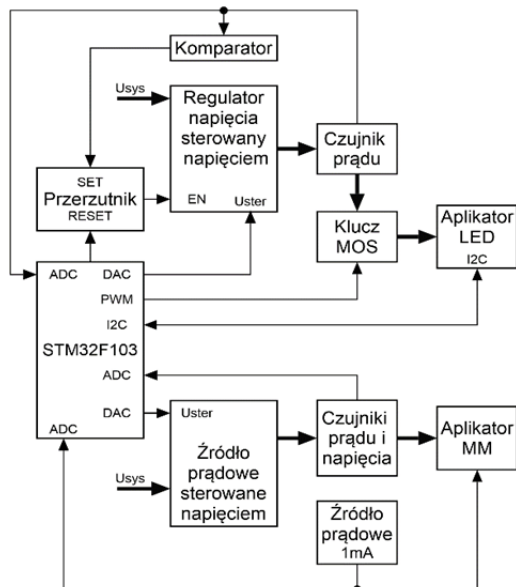 Komparator
Usys
Regulator
napięcia
sterowany
napięciem
EN
Uster
Czujnik
prądu
SET
Przerzutnik
RESET
Klucz
MOS
Aplikator
LED
I2C
ADC
DAC
PWM
I2C
STM32F103
ADC
DAC
ADC
Uster
Źródło
prądowe
sterowane
napięciem
Usys
Czujniki
prądu i
napięcia
Aplikator
MM
Źródło
prądowe
1mA